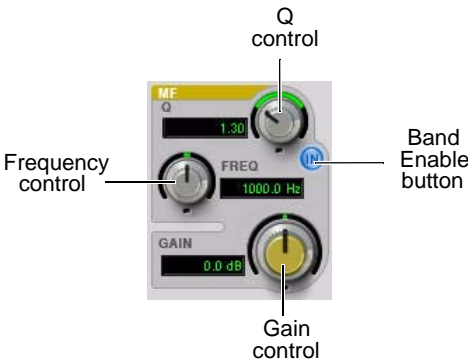 Q
control
MF
Q
1.30
IN
Band
Enable
button
Frequency
control
FREQ
1000.0 Hz
GAIN
0.0 dB
Gain
control